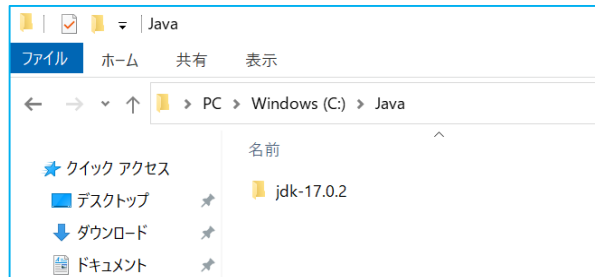 Java
ファイル ホーム 共有 表示
PC > Windows (C:) > Java
名前
クイック アクセス
jdk-17.0.2
デスクトップ
ダウンロード
ドキュメント